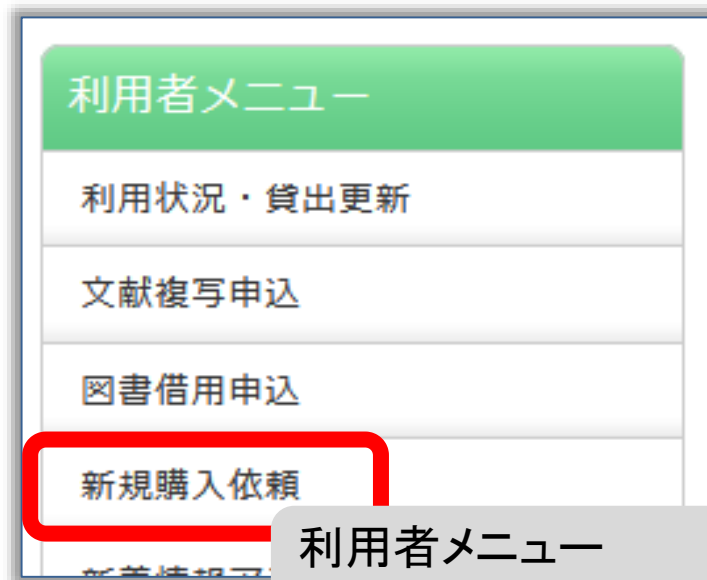 利用者メニュー
利用状況・貸出更新
文献複写申込
図書借用申込
新規購入依頼
利用者メニュー